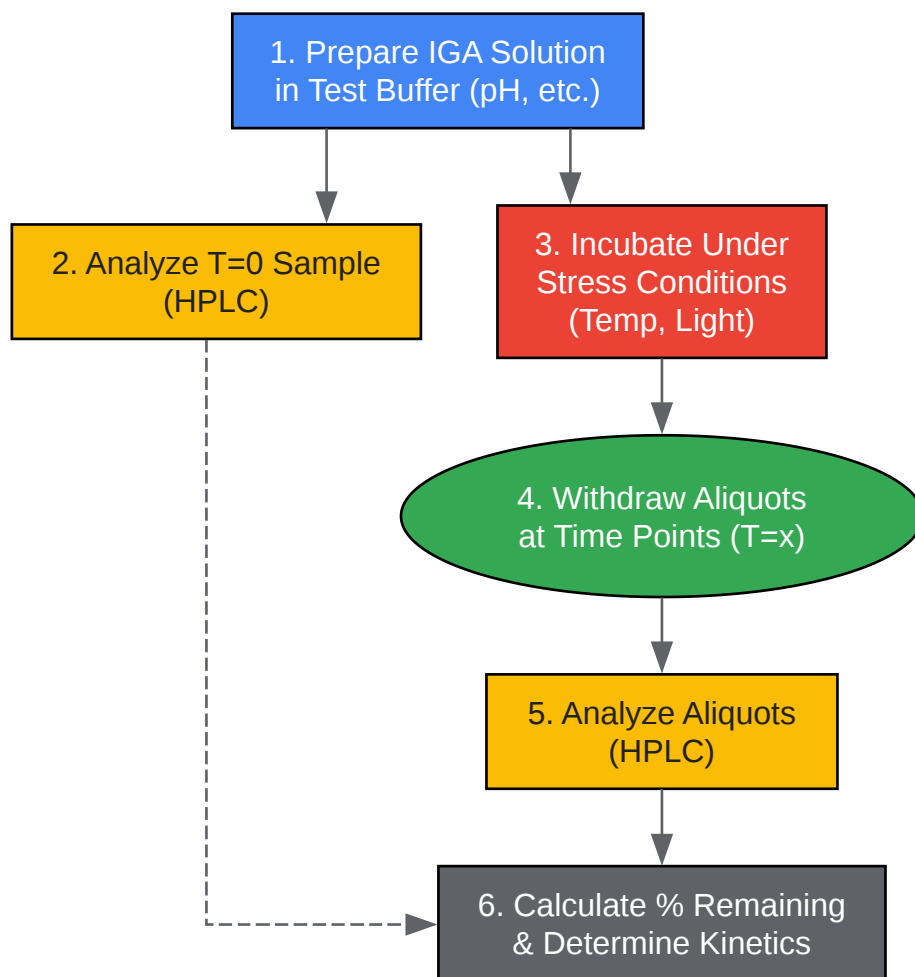 1. Prepare IGA Solution
in Test Buffer (pH, etc.)
2. Analyze T=0 Sample
(HPLC)
3. Incubate Under
Stress Conditions
(Temp, Light)
4. Withdraw Aliquots
at Time Points (T=x)
5. Analyze Aliquots
(HPLC)
6. Calculate % Remaining
& Determine Kinetics